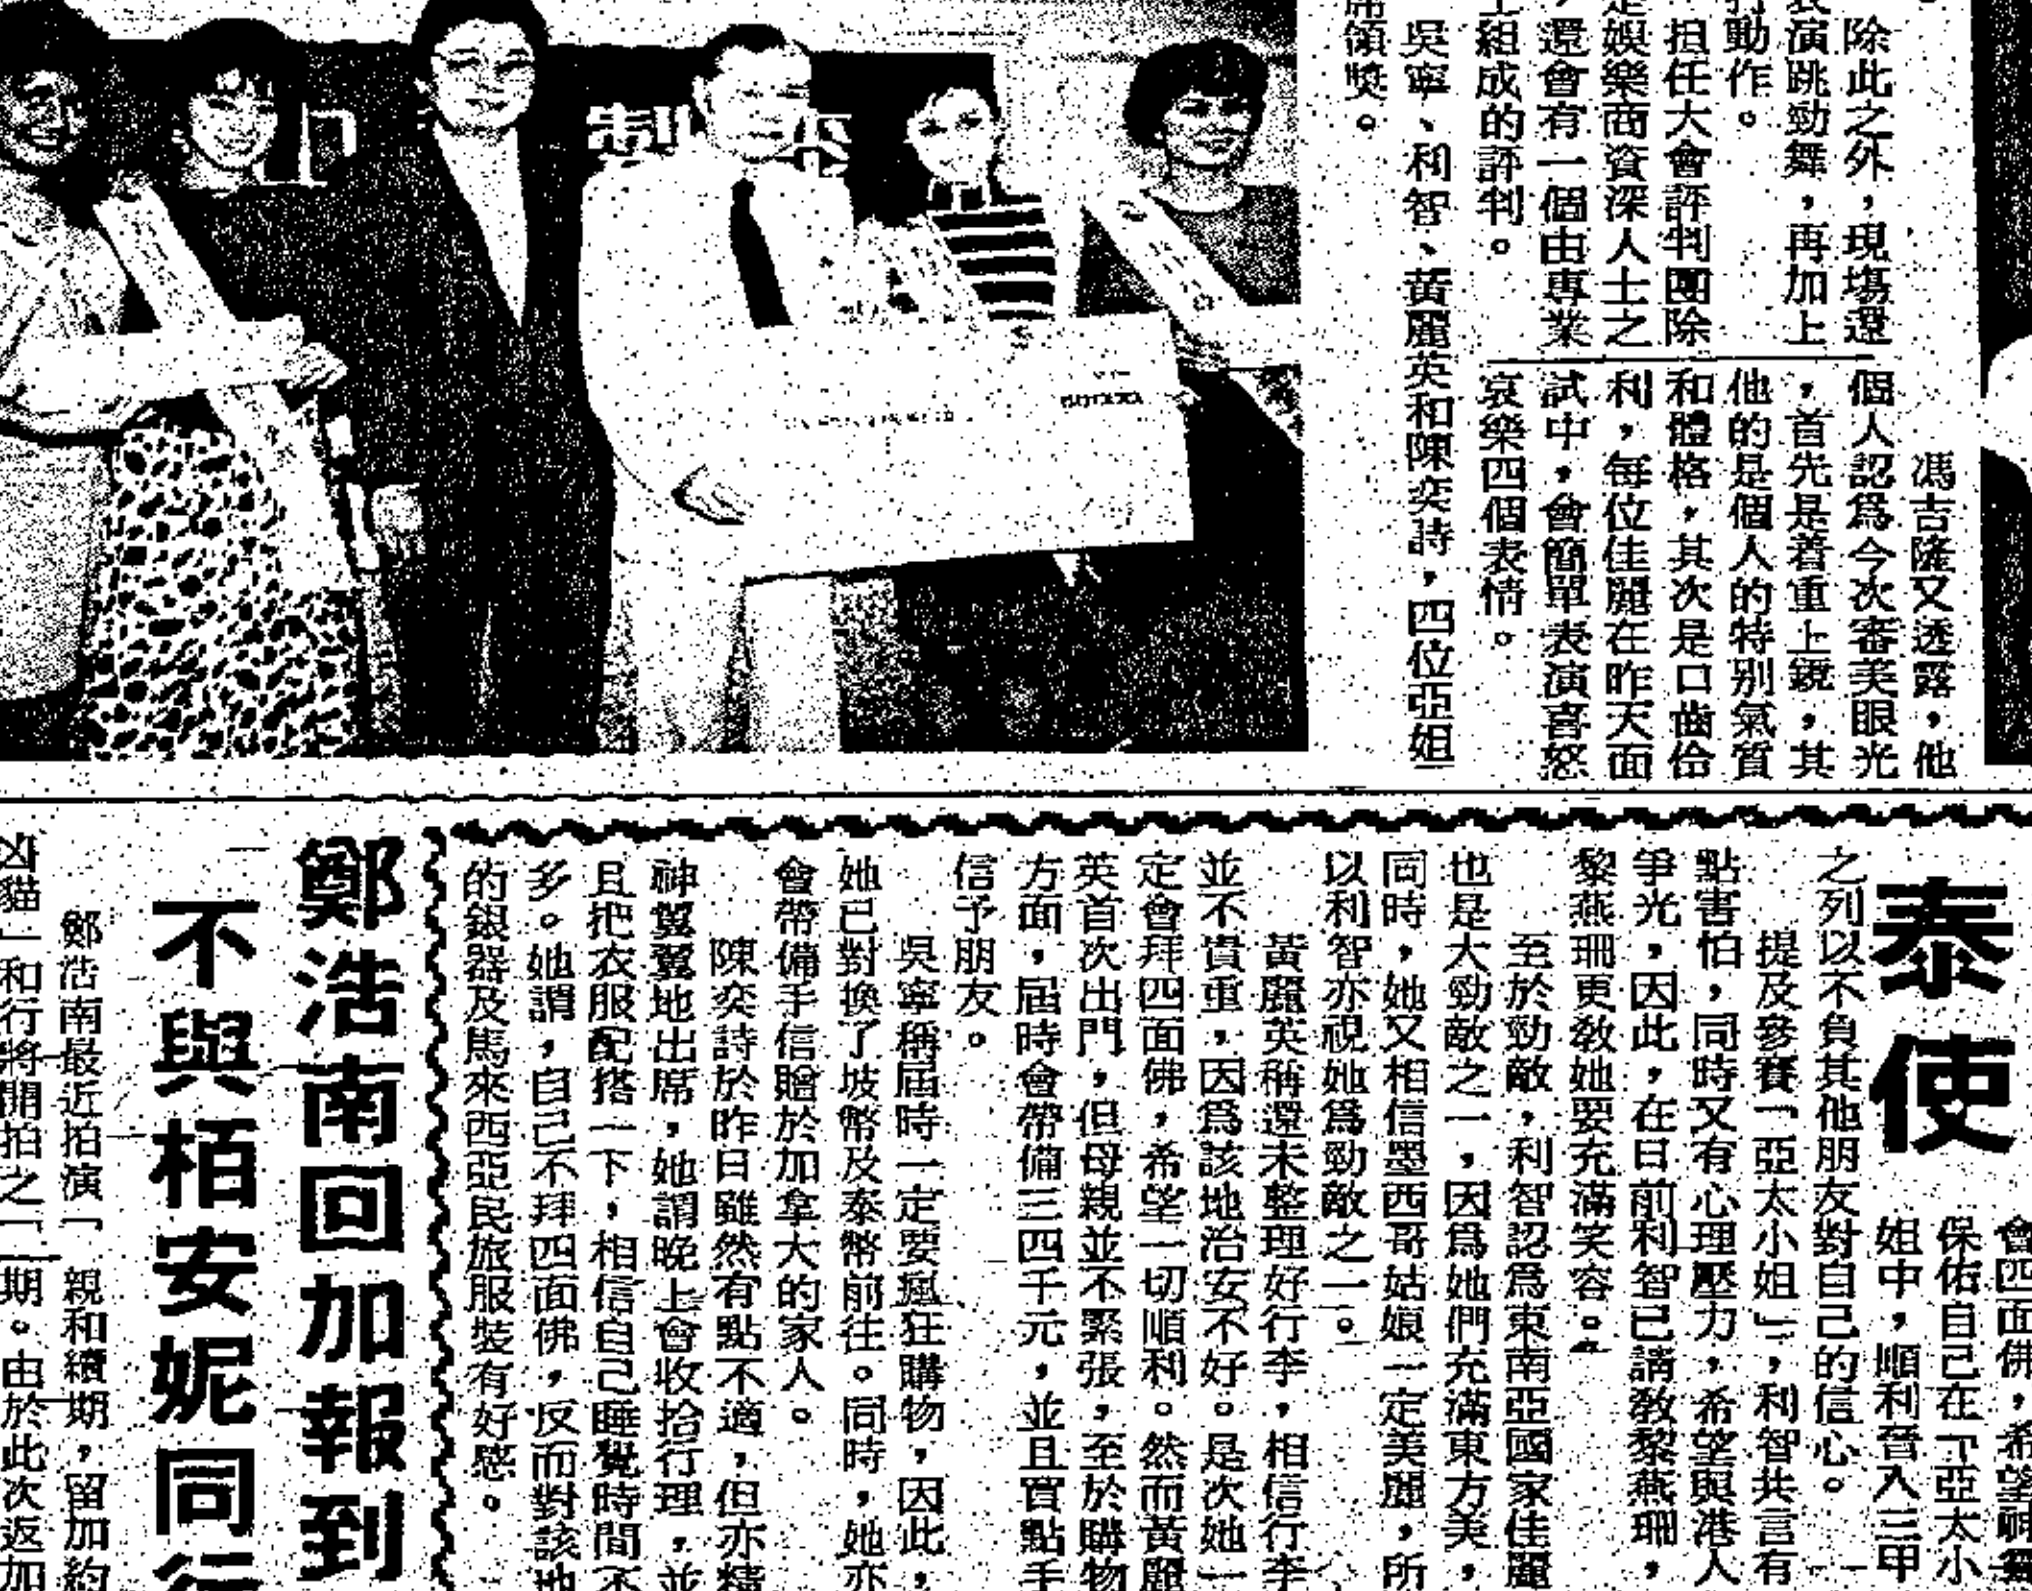 除此之外，現場還
表演跳勁舞，再加上
動作。
担任大會評判團除
是娛樂商資深人士之
，還會有一個由專業
組成的評判。
吳寧、利智、黃麗英和陳奕詩，四位亞姐
席領獎。
馮吉隆又透露，他
個人認爲今次審美眼光
，首先是着重上鏡，其
他的是個人的特別氣質
和體格，其次是口齒伶
利，每位佳麗在昨天面
試中，會簡單表演喜怒
哀樂四個表情。
泰使
會四面佛，希望神靈
保佑自己在「亞太小
姐中，順利晉入三甲
之列以不負其他朋友對自己的信心。
提及參賽「亞太小姐」，利智共言有
點害怕，同時又有心理壓力，希望與港人
爭光，因此，在日前利智已請教黎燕珊，
黎燕珊更教她要充滿笑容。
至於勁敵，利智認爲東南亞國家佳麗
也是大勁敵之一，因爲她們充滿東方美，
同時，她又相信墨西哥姑娘一定美麗，所
以利智亦視她爲勁敵之一。
黃麗英稱還未整理好行李，相信行李
並不貴重，因爲該地治安不好。是次她一
定會拜四面佛，希望一切順利。然而黃麗
英首次出門，但母親並不緊張，至於購物
方面，屆時會帶備三四千元，並且買點手
信予朋友。
吳寧稱屆時一定要瘋狂購物，因此，
她已對換了坡幣及泰幣前往。同時，她亦
會帶備手信贈於加拿大的家人。
陳奕詩於昨日雖然有點不適，但亦精
神翼翼地出席，她謂晚上會收拾行理，並
且把衣服配搭一下，相信自己睡覺時間不
多。她謂，自己不拜四面佛，反而對該地
的銀器及馬來西亞民旅服裝有好感。
鄭浩南回加報到
不與栢安妮同行
鄭浩南最近拍演「親和續期，留加約
凶貓」和行將開拍之「一期。由於此次返加